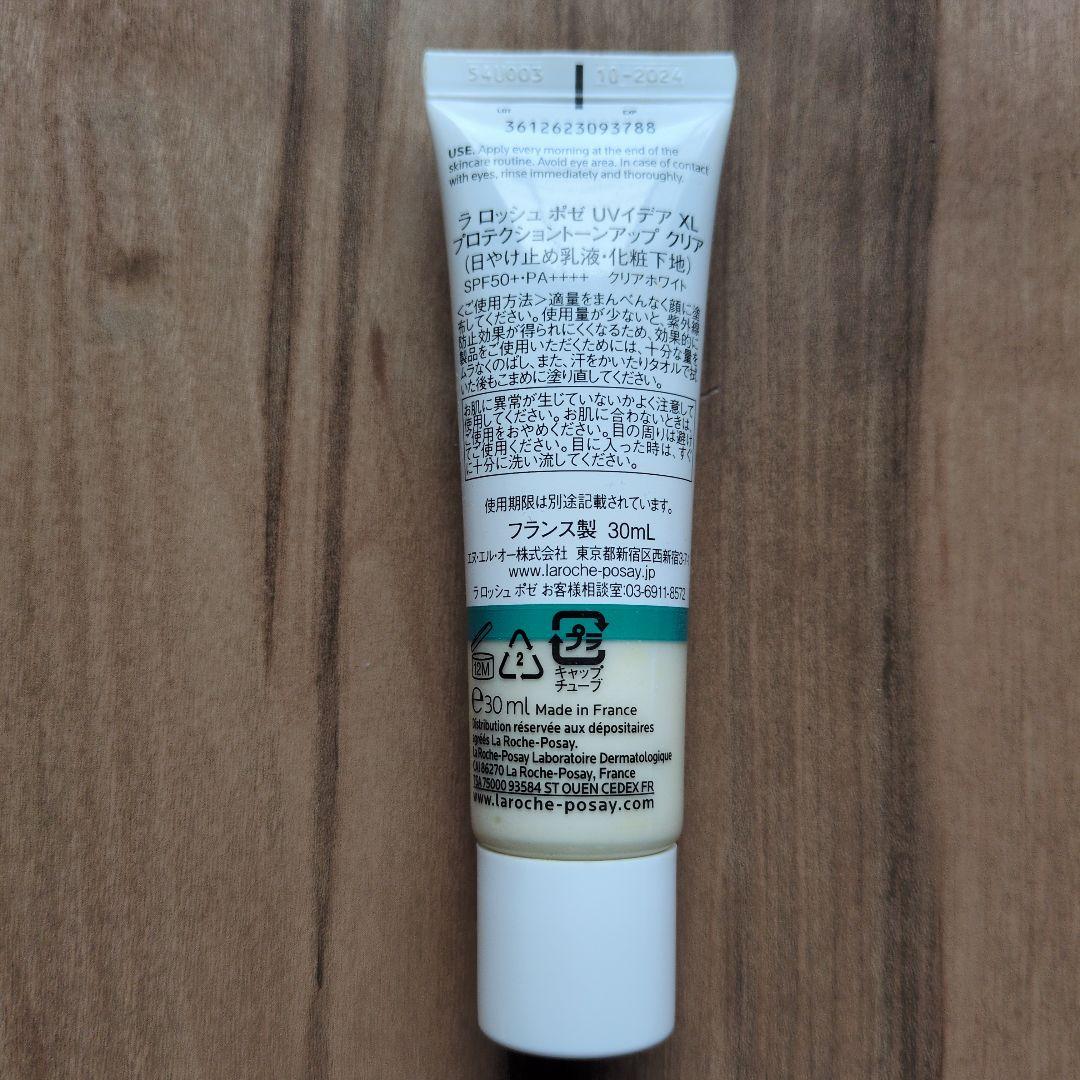 54U003 10-2024
LOT EXP
3612623093788
USE. Apply every morning at the end of the
skincare routine. Avoid eye area. In case of contact
with eyes, rinse immediately and thoroughly.
ラ ロッシュ ポゼ UVイデア XL
プロテクショントーンアップ クリア
(日やけ止め乳液・化粧下地)
SPF50+・PA++++ クリアホワイト
<ご使用方法>適量をまんべんなく顔に塗
布してください。使用量が少ないと、紫外線
防止効果が得られにくくなるため、効果的に
製品をご使用いただくためには、十分な量を
ムラなくのばし、また、汗をかいたりタオルで拭
いた後もこまめに塗り直してください。
お肌に異常が生じていないかよく注意して
使用してください。お肌に合わないときは、
ご使用をおやめください。目の周りは避け
てご使用ください。目に入った時は、すぐ
に十分に洗い流してください。
使用期限は別途記載されています。
フランス製 30mL
エヌ・エル・オー株式会社 東京都新宿区西新宿3-7-1
www.laroche-posay.jp
ラ ロッシュ ポゼ お客様相談室:03-6911-8572
12M 2 プラ
キャップ
チューブ
℮30 ml Made in France
Distribution réservée aux dépositaires
agréés La Roche-Posay.
La Roche-Posay Laboratoire Dermatologique
CAI 86270 La Roche-Posay, France
TSA 75000 93584 ST OUEN CEDEX FR
www.laroche-posay.com